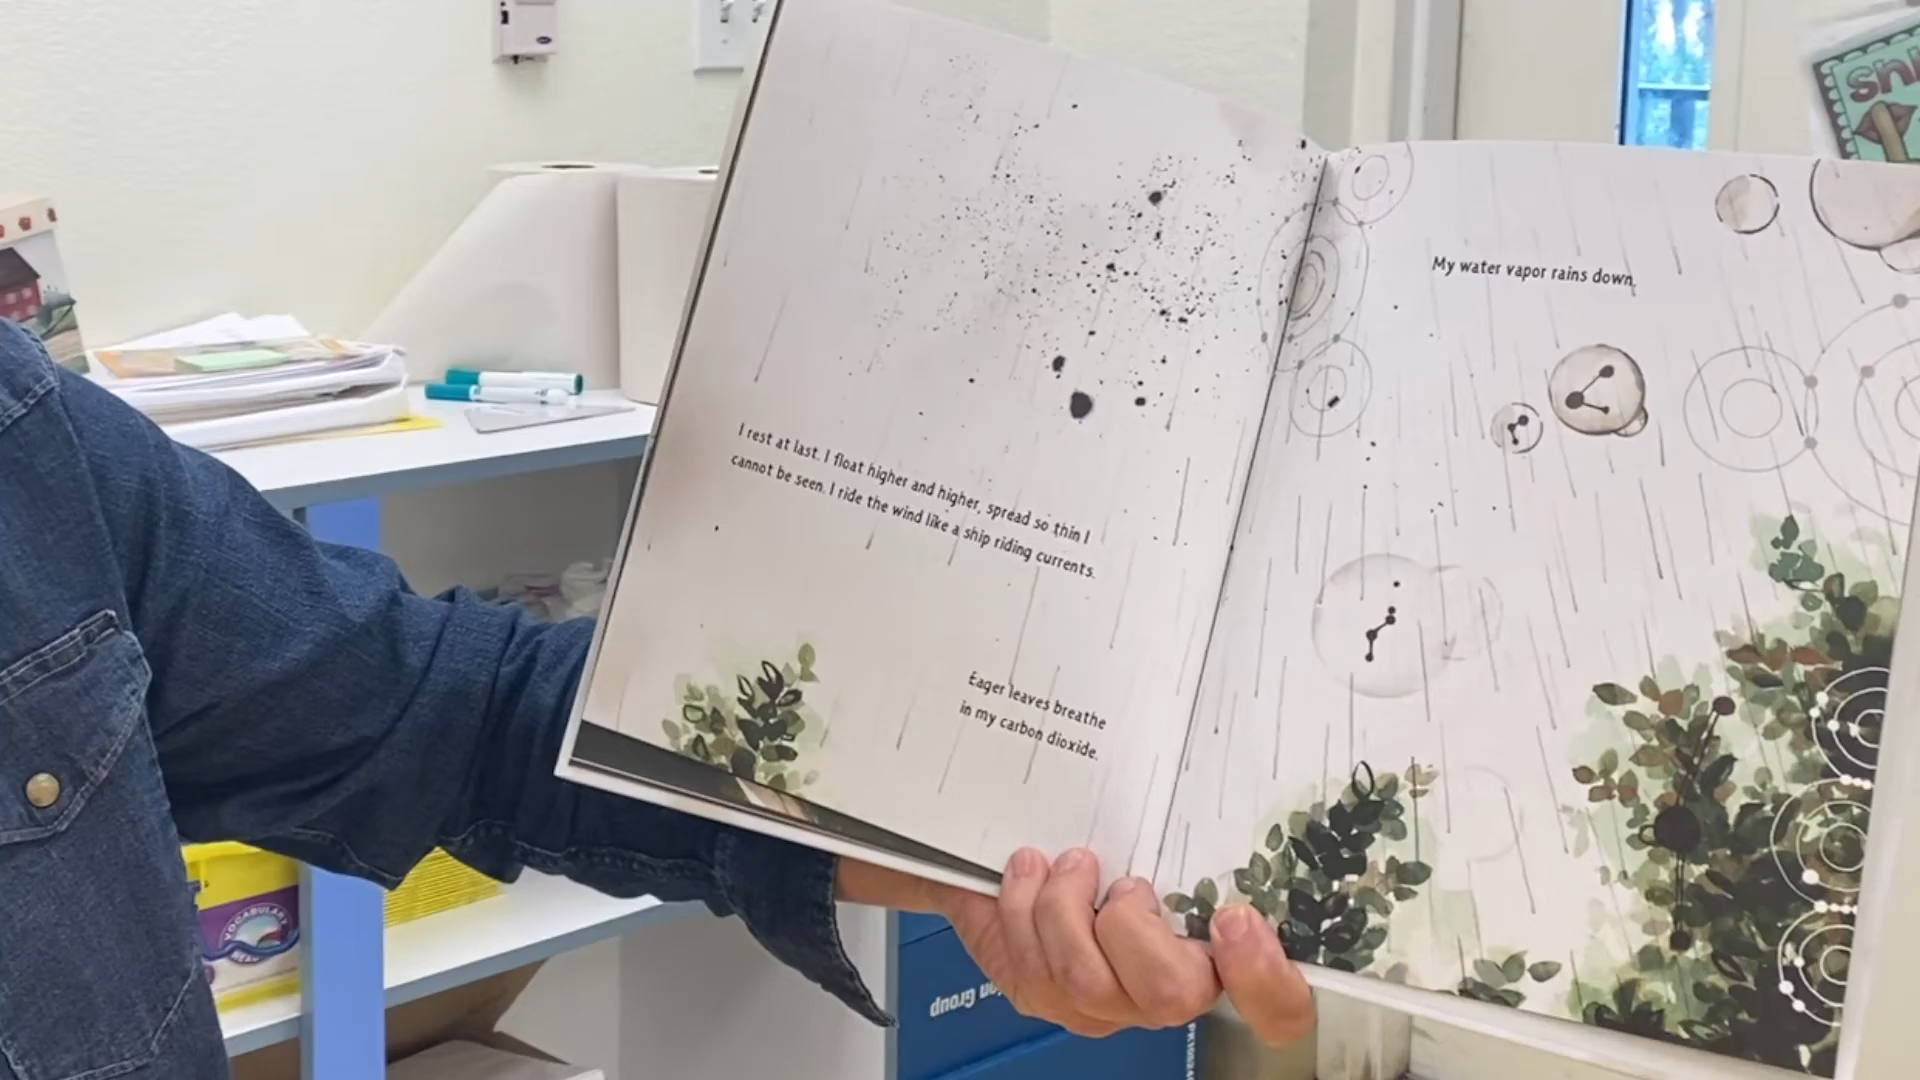 I rest at last. I float higher and higher, spread so thin I
cannot be seen. I ride the wind like a ship riding currents.
Eager leaves breathe
in my carbon dioxide.
My water vapor rains down.
VOCABULARY